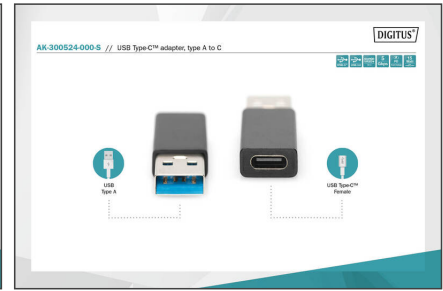 DIGITUS®
AK-300524-000-S // USB Type-C™ adapter, type A to C
USB
Type A
USB Type-C™
Female